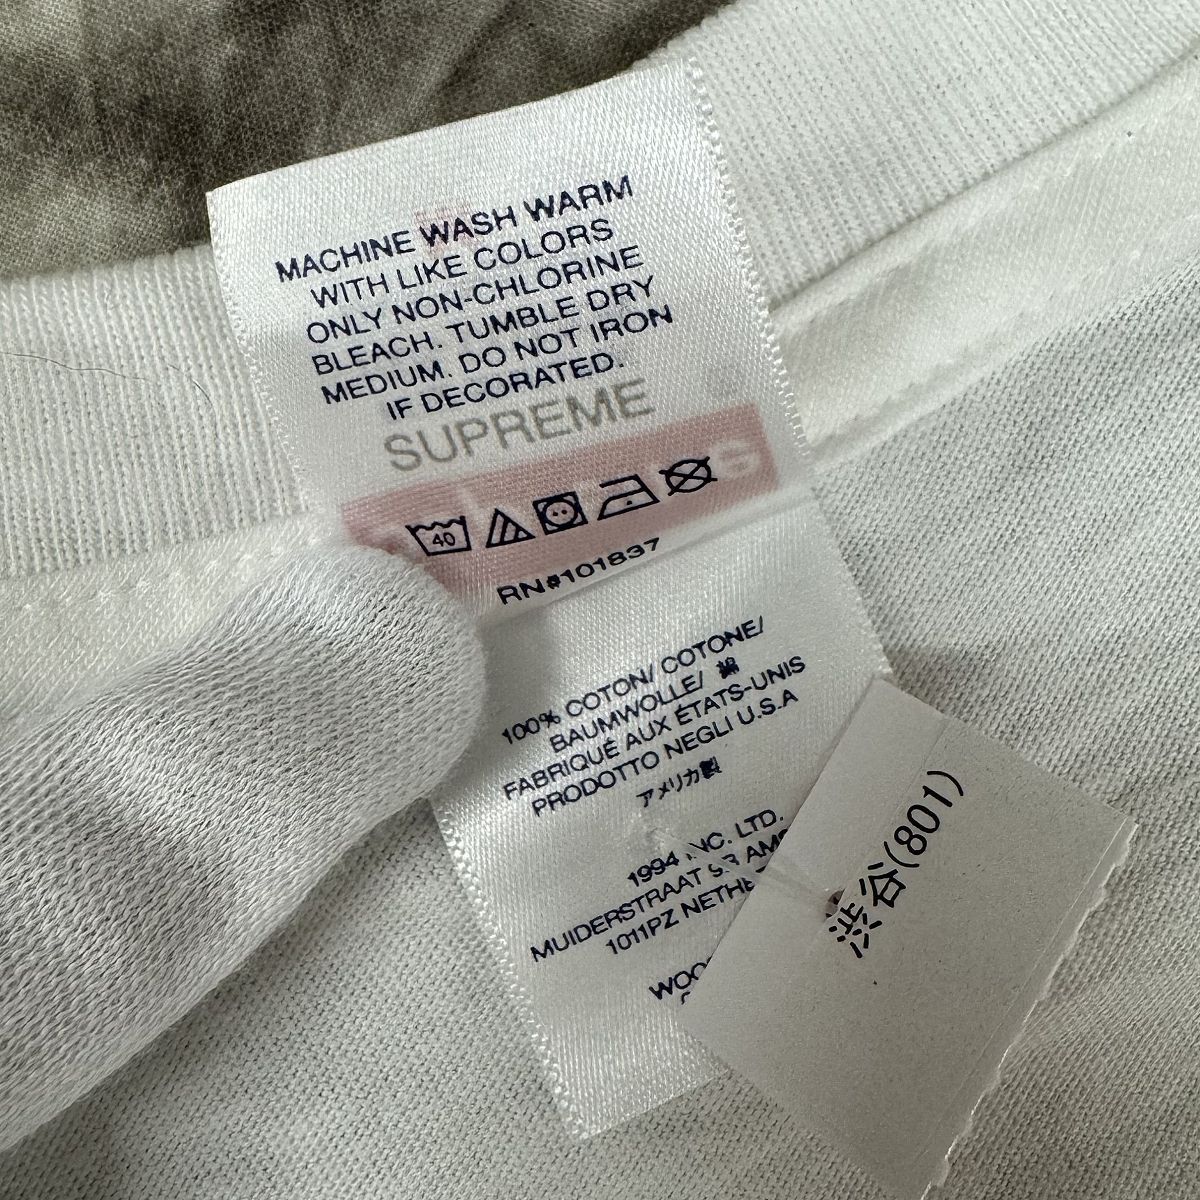 MACHINE WASH WARM
WITH LIKE COLORS
ONLY NON-CHLORINE
BLEACH. TUMBLE DRY
MEDIUM. DO NOT IRON
IF DECORATED.
SUPREME
40
RN#101837
100% COTON/ COTONE/
BAUMWOLLE/ 綿
FABRIQUÉ AUX ÉTATS-UNIS
PRODOTTO NEGLI U.S.A
アメリカ製
1994 INC. LTD.
MUIDERSTRAAT
1011PZ
渋谷(801)